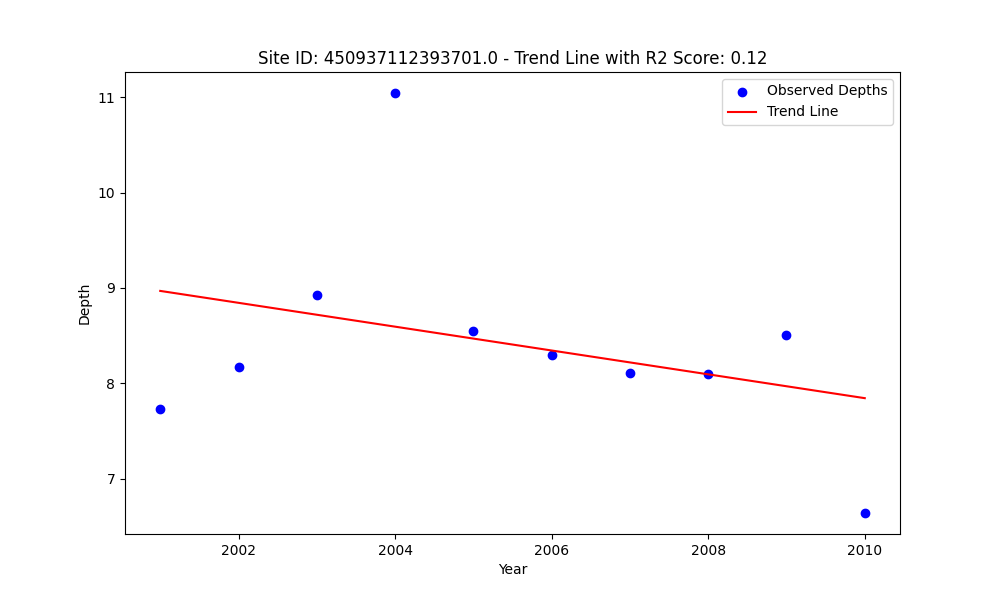 Site ID: 450937112393701.0 - Trend Line with R2 Score: 0.12
Observed Depths
Trend Line
11
10
9
8
7
Depth
2002
2004
2006
2008
2010
Year